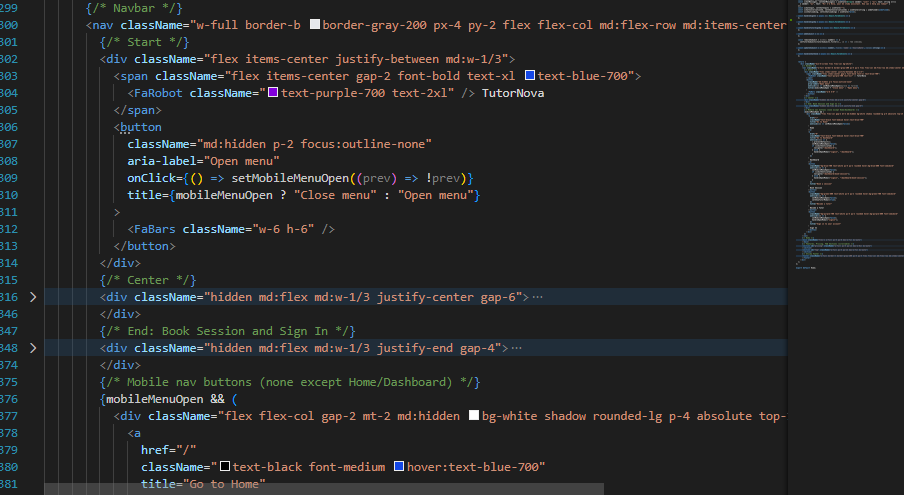 299 {/* Navbar */}
300 <nav className="w-full border-b border-gray-200 px-4 py-2 flex flex-col md:flex-row md:items-center
301 {/* Start */}
302 <div className="flex items-center justify-between md:w-1/3">
303 <span className="flex items-center gap-2 font-bold text-xl text-blue-700">
304 <FaRobot className="text-purple-700 text-2xl" /> TutorNova
305 </span>
306 <button
307 className="md:hidden p-2 focus:outline-none"
308 aria-label="Open menu"
309 onClick={() => setMobileMenuOpen((prev) => !prev)}
310 title={mobileMenuOpen ? "Close menu" : "Open menu"}
311 >
312 <FaBars className="w-6 h-6" />
313 </button>
314 </div>
315 {/* Center */}
316 <div className="hidden md:flex md:w-1/3 justify-center gap-6">…
346 </div>
347 {/* End: Book Session and Sign In */}
348 <div className="hidden md:flex md:w-1/3 justify-end gap-4">…
374 </div>
375 {/* Mobile nav buttons (none except Home/Dashboard) */}
376 {mobileMenuOpen && (
377 <div className="flex flex-col gap-2 mt-2 md:hidden bg-white shadow rounded-lg p-4 absolute top-
378 <a
379 href="/"
380 className="text-black font-medium hover:text-blue-700"
381 title="Go to Home"